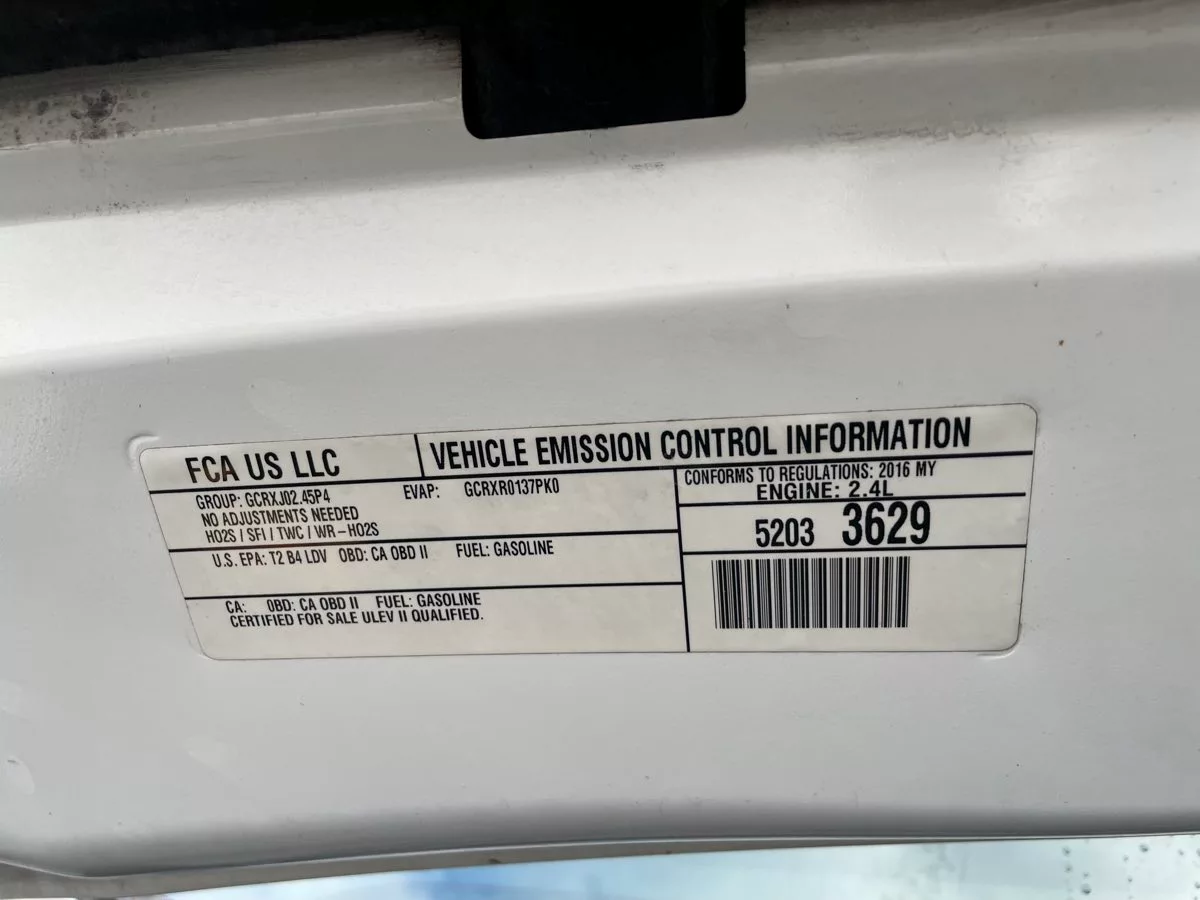 FCA US LLC
VEHICLE EMISSION CONTROL INFORMATION
GROUP: GCRXJ02.45P4 EVAP: GCRXR0137PK0
NO ADJUSTMENTS NEEDED
HO2S / SFI / TWC / WR-HO2S
CONFORMS TO REGULATIONS: 2016 MY
ENGINE: 2.4L
5203 3629
U.S. EPA: T2 B4 LDV OBD: CA OBD II FUEL: GASOLINE
CA: OBD: CA OBD II FUEL: GASOLINE
CERTIFIED FOR SALE ULEV II QUALIFIED.